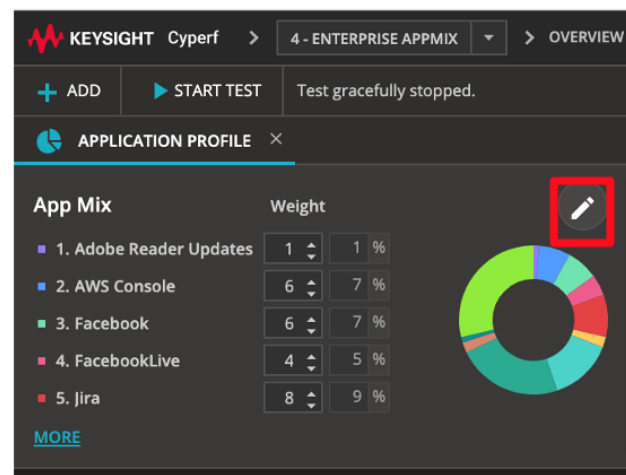 KEYSIGHT Cyperf > 4 - ENTERPRISE APPMIX > OVERVIEW
+ ADD START TEST Test gracefully stopped.
APPLICATION PROFILE ×
App Mix Weight
1. Adobe Reader Updates 1 1 %
2. AWS Console 6 7 %
3. Facebook 6 7 %
4. FacebookLive 4 5 %
5. Jira 8 9 %
MORE